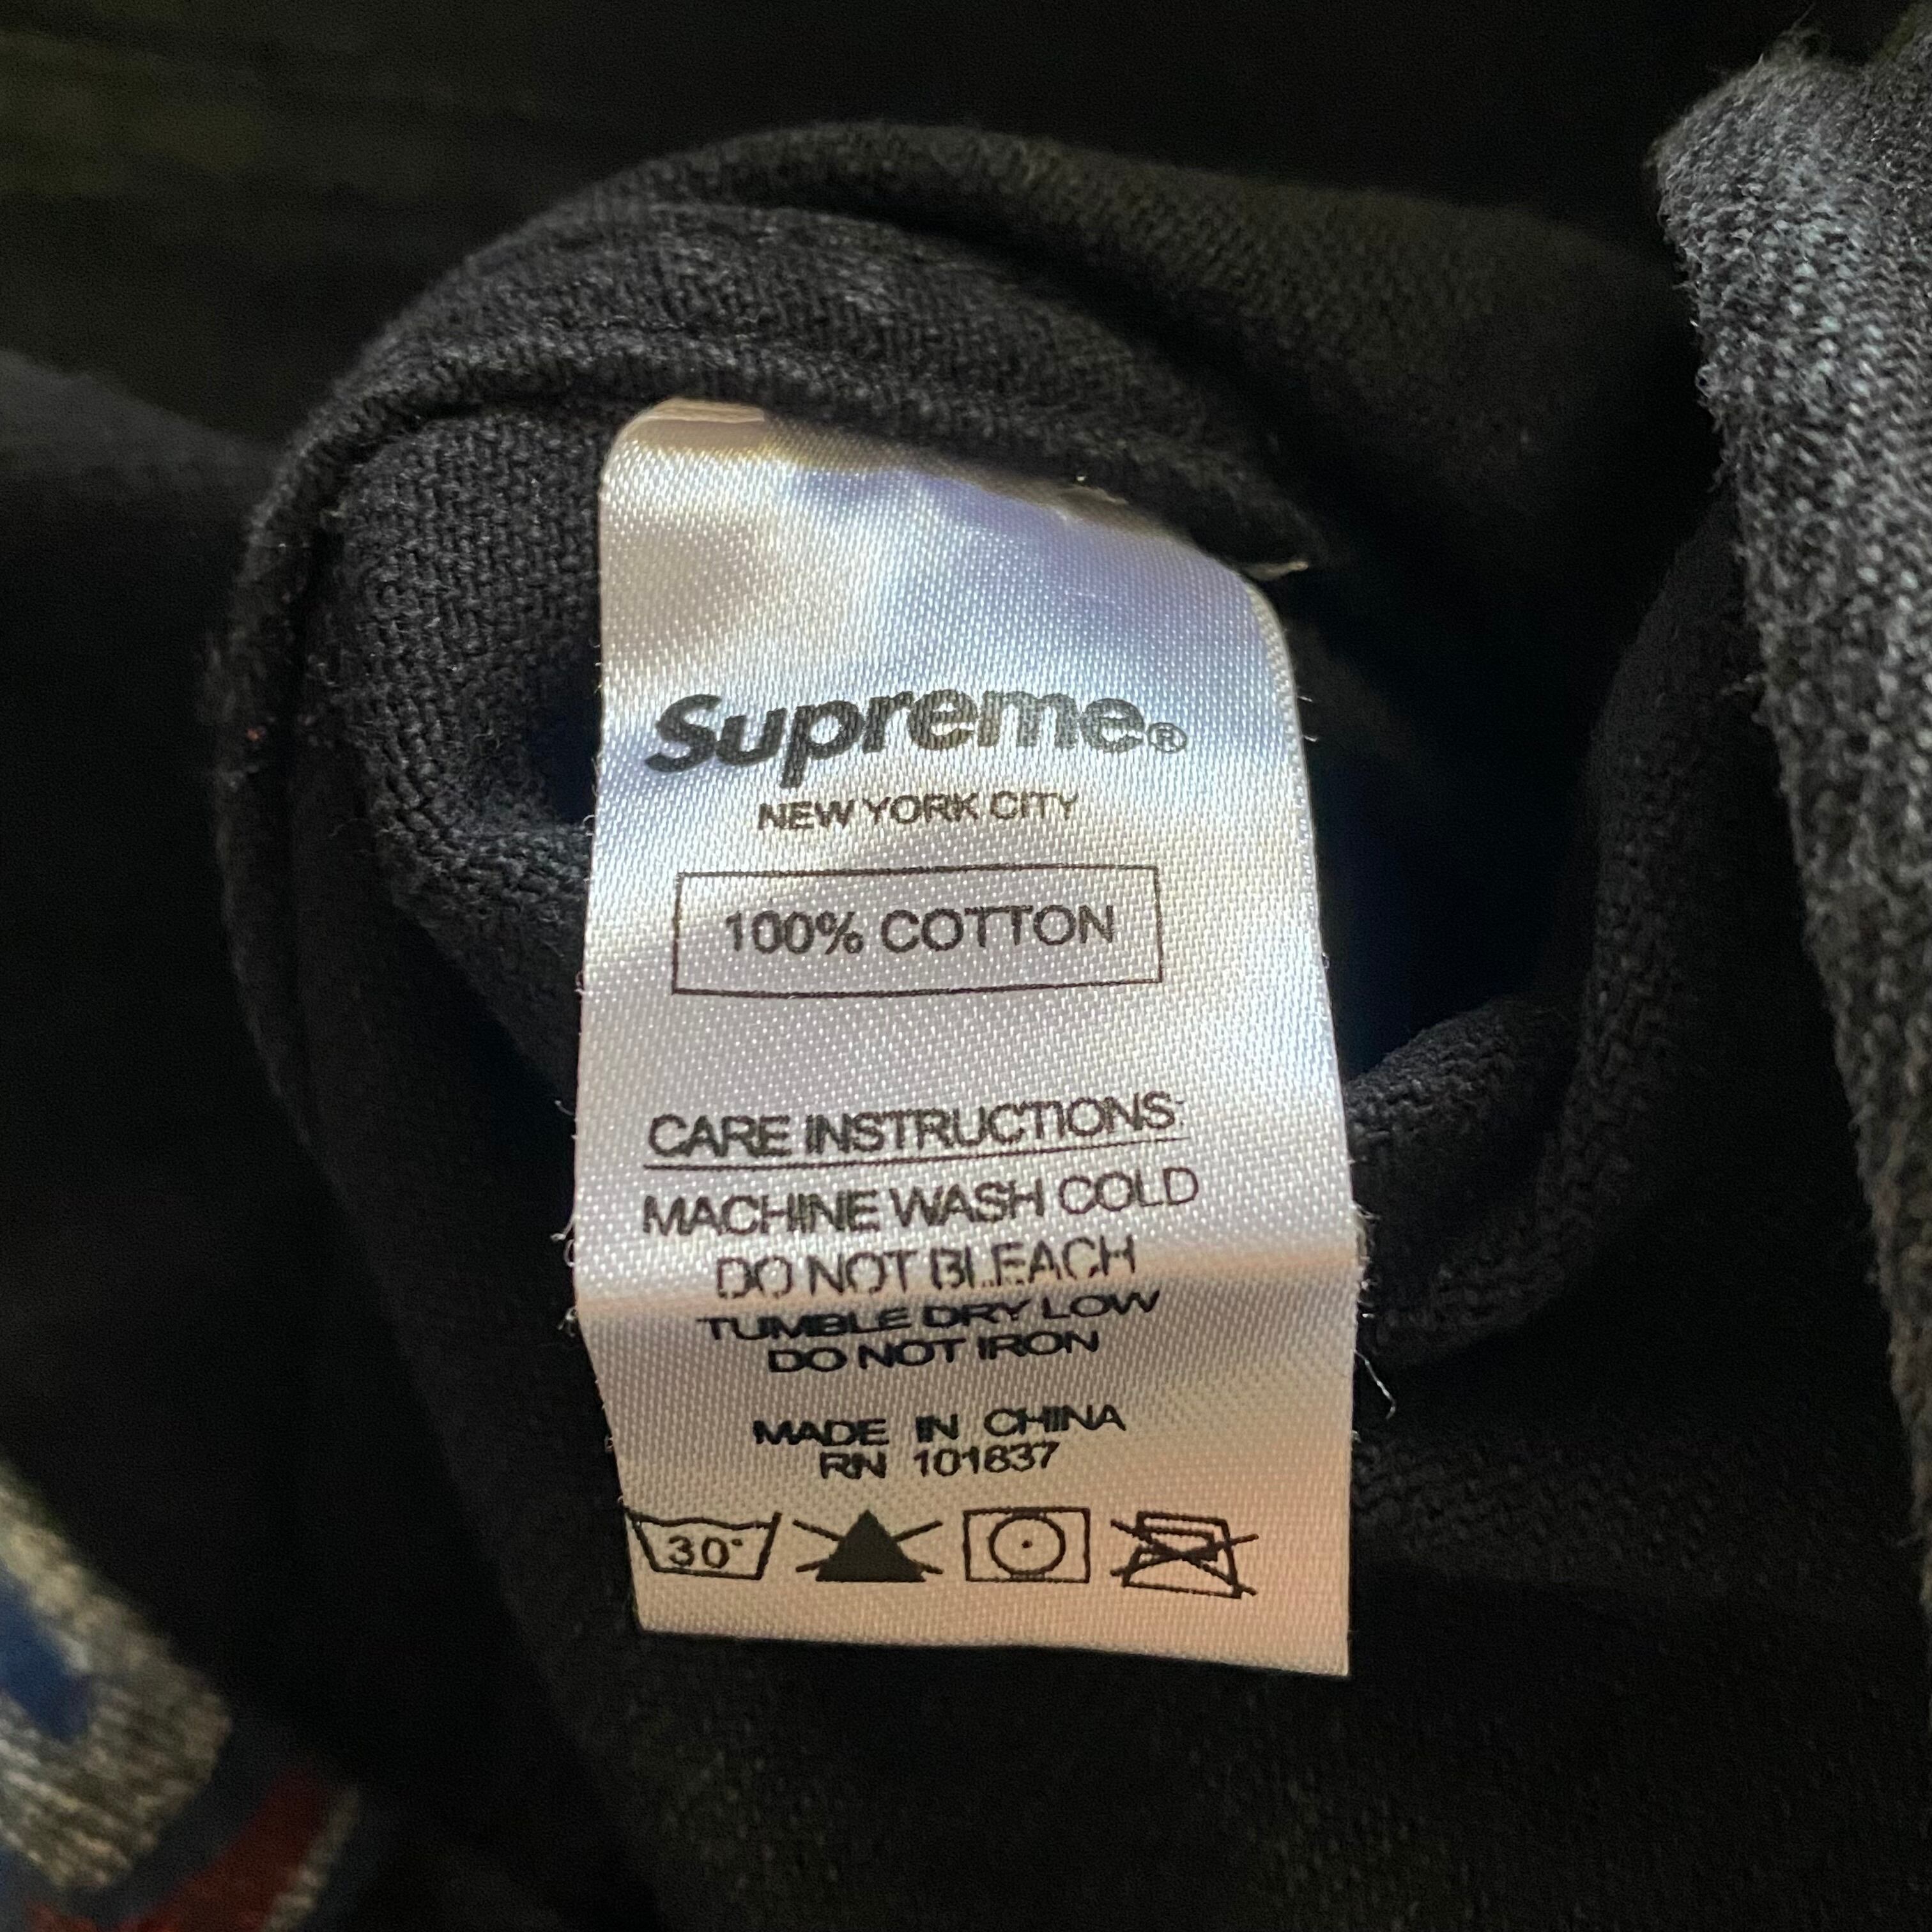 Supreme®
NEW YORK CITY
100% COTTON
CARE INSTRUCTIONS:
MACHINE WASH COLD
DO NOT BLEACH
TUMBLE DRY LOW
DO NOT IRON
MADE IN CHINA
RN 101837
30°